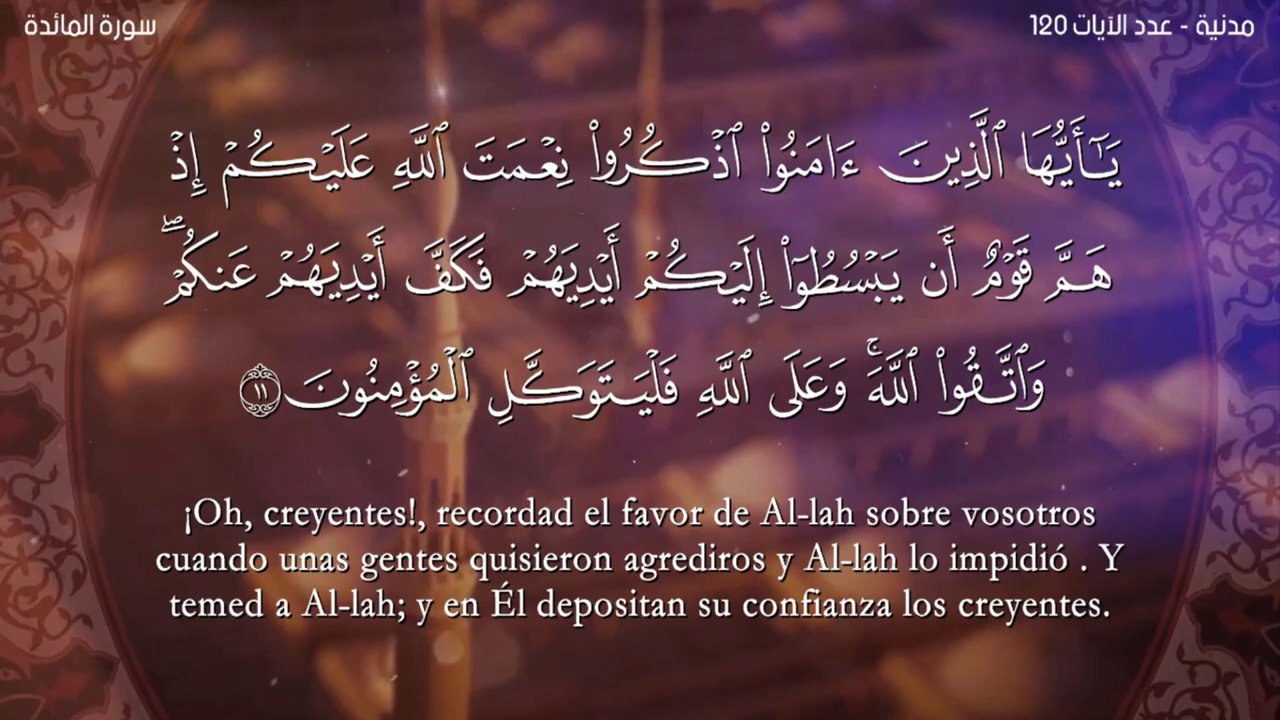 سورة المائدة
مدنية - عدد الآيات 120
يَـٰٓأَيُّهَا ٱلَّذِينَ ءَامَنُوا۟ ٱذْكُرُوا۟ نِعْمَتَ ٱللَّهِ عَلَيْكُمْ إِذْ
هَمَّ قَوْمٌ أَن يَبْسُطُوٓا۟ إِلَيْكُمْ أَيْدِيَهُمْ فَكَفَّ أَيْدِيَهُمْ عَنكُمْ ۖ
وَٱتَّقُوا۟ ٱللَّهَ ۚ وَعَلَى ٱللَّهِ فَلْيَتَوَكَّلِ ٱلْمُؤْمِنُونَ ١١
¡Oh, creyentes!, recordad el favor de Al-lah sobre vosotros
cuando unas gentes quisieron agrediros y Al-lah lo impidió . Y
temed a Al-lah; y en Él depositan su confianza los creyentes.